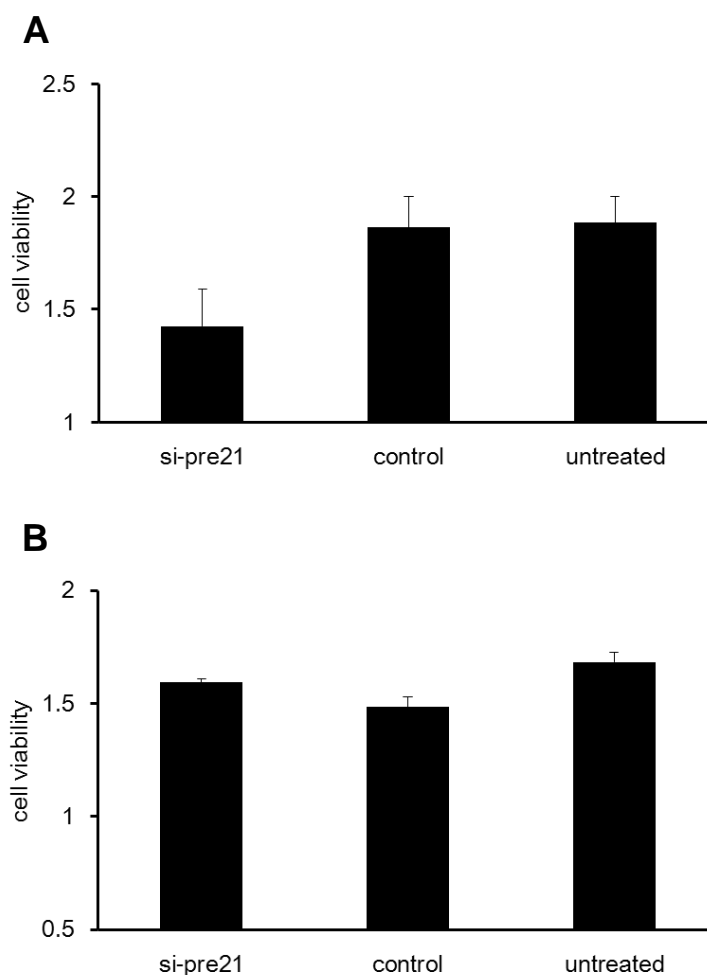 A
2.5
2
1.5
1
cell viability
si-pre21 control untreated
B
2
1.5
1
0.5
cell viability
si-pre21 control untreated